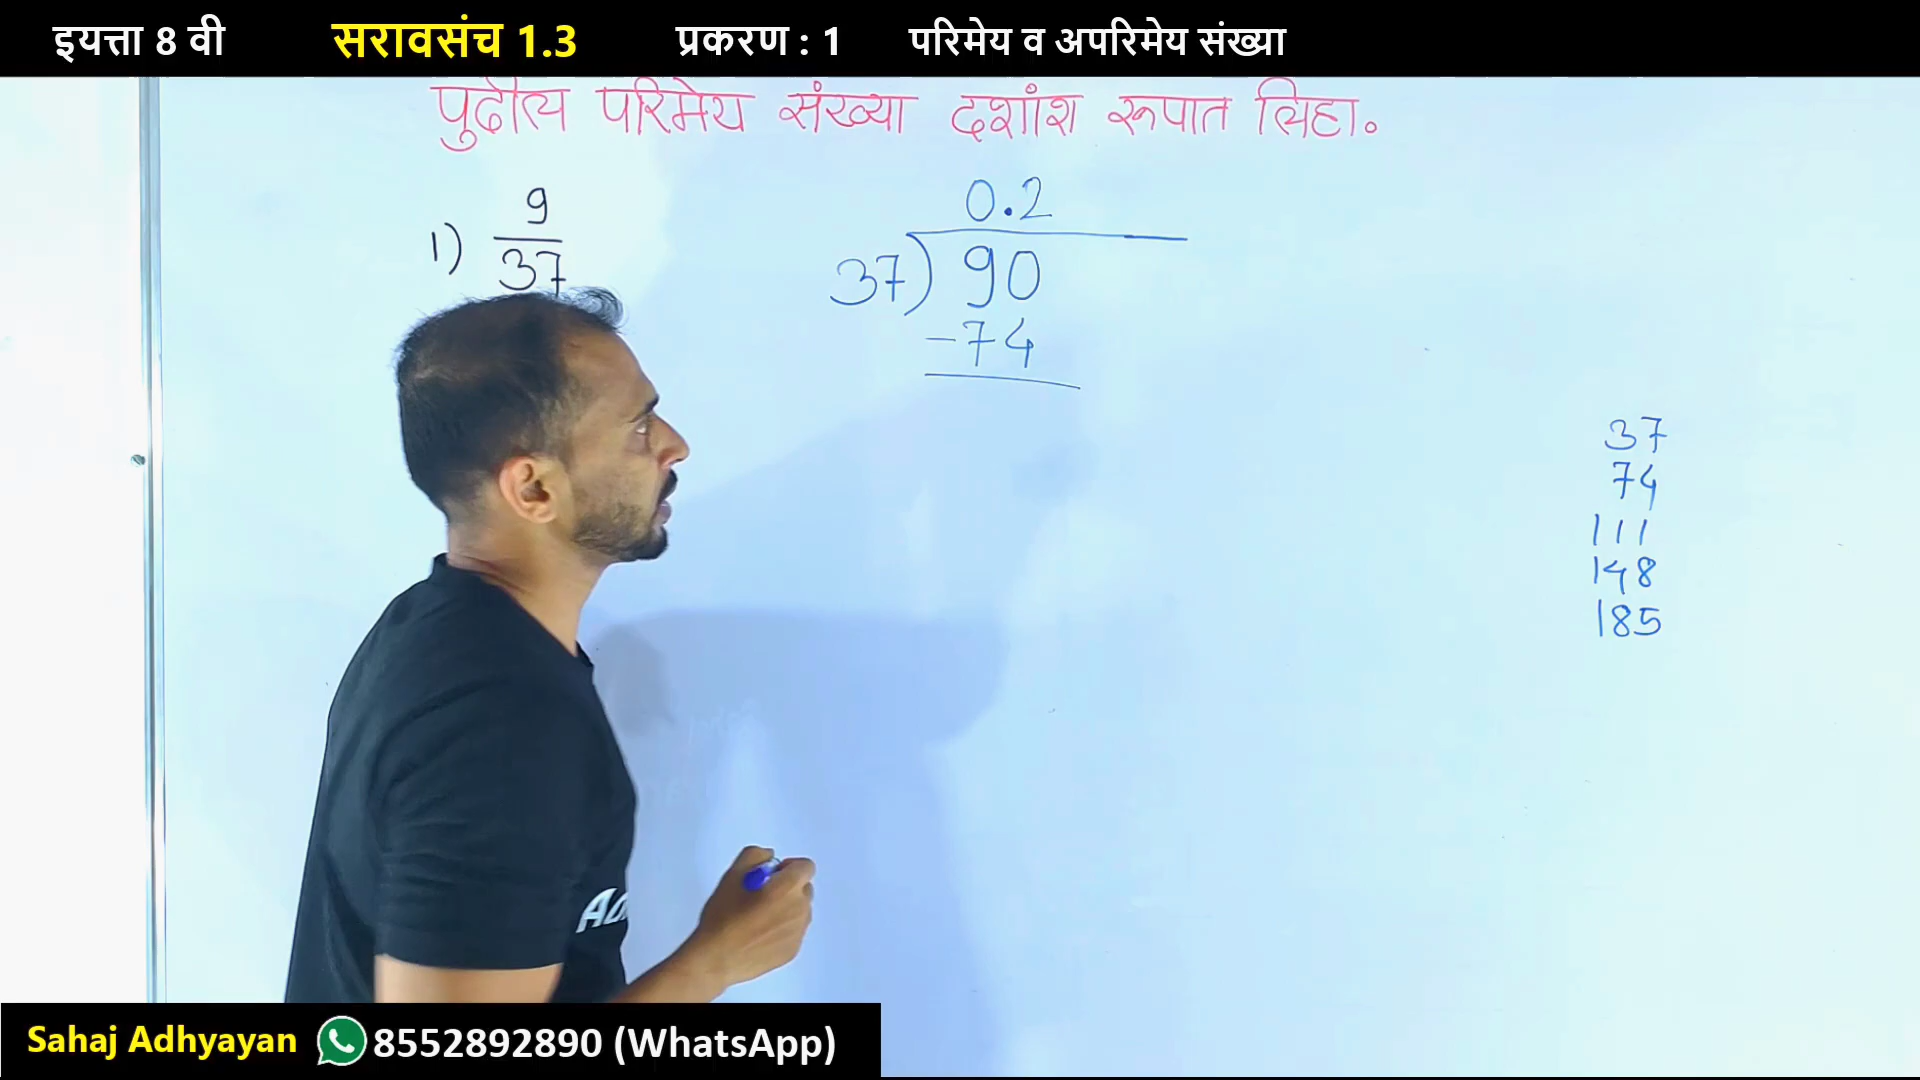 इयत्ता 8 वी सरावसंच 1.3 प्रकरण : 1 परिमेय व अपरिमेय संख्या
पुढील परिमेय संख्या दशांश रूपात लिहा.
1) 9
37
0.2
37) 90
-74
37
74
111
148
185
Ad
Sahaj Adhyayan 8552892890 (WhatsApp)